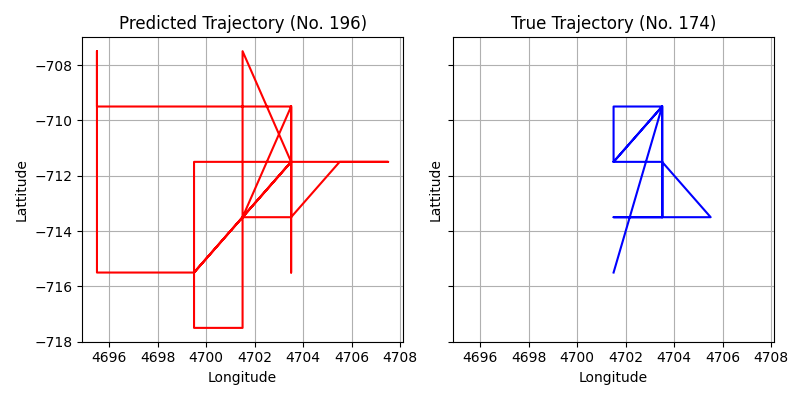 Predicted Trajectory (No. 196)
True Trajectory (No. 174)
Lattitude
−708
−710
−712
−714
−716
−718
4696 4698 4700 4702 4704 4706 4708
Longitude
Lattitude
4696 4698 4700 4702 4704 4706 4708
Longitude